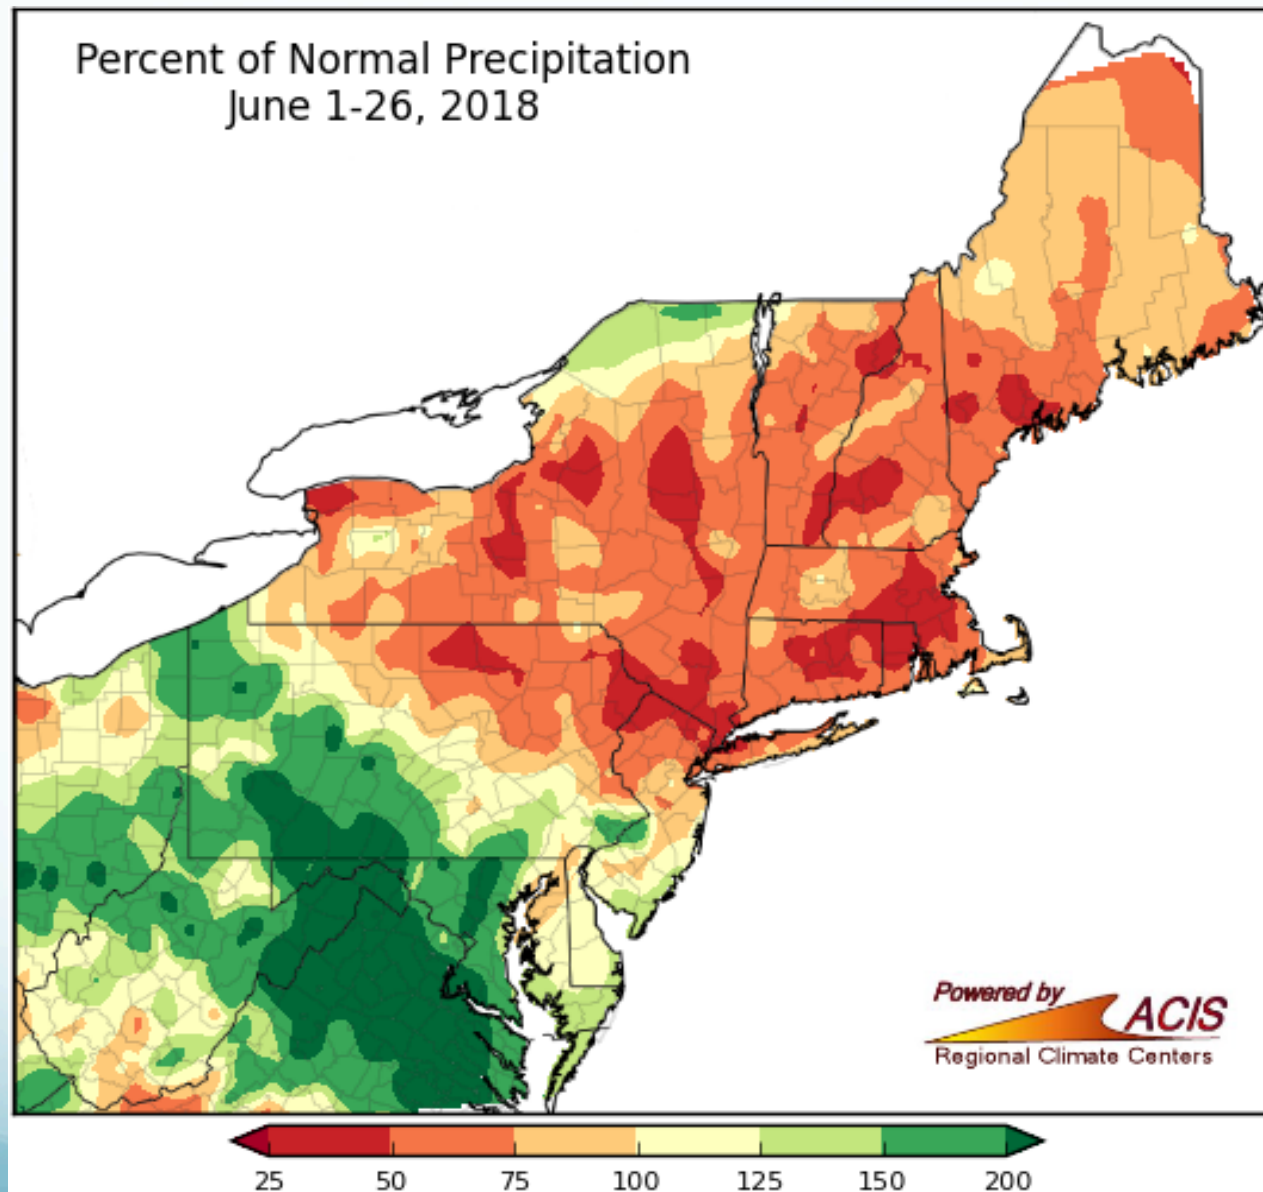 Percent of Normal Precipitation
June 1-26, 2018
Powered by
ACIS
Regional Climate Centers
25 50 75 100 125 150 200